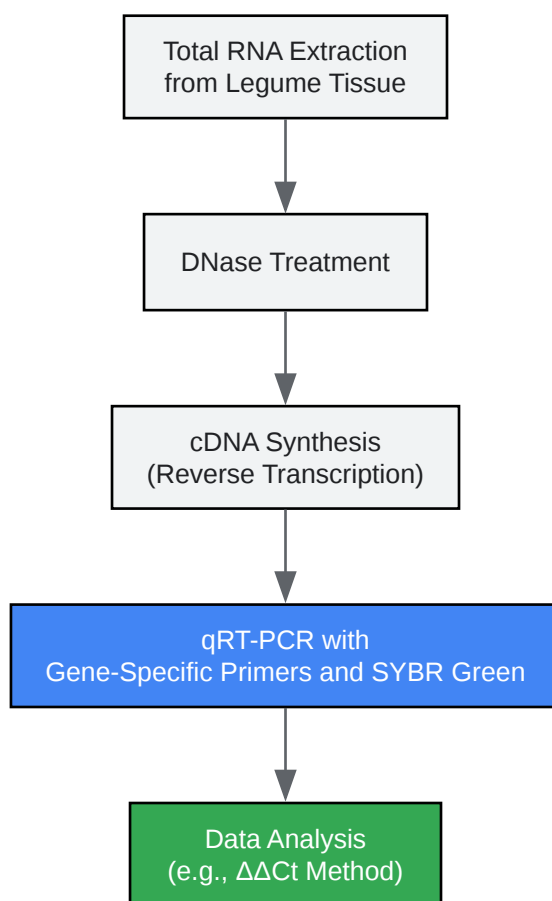 Total RNA Extraction
from Legume Tissue
DNase Treatment
cDNA Synthesis
(Reverse Transcription)
qRT-PCR with
Gene-Specific Primers and SYBR Green
Data Analysis
(e.g., ΔΔCt Method)